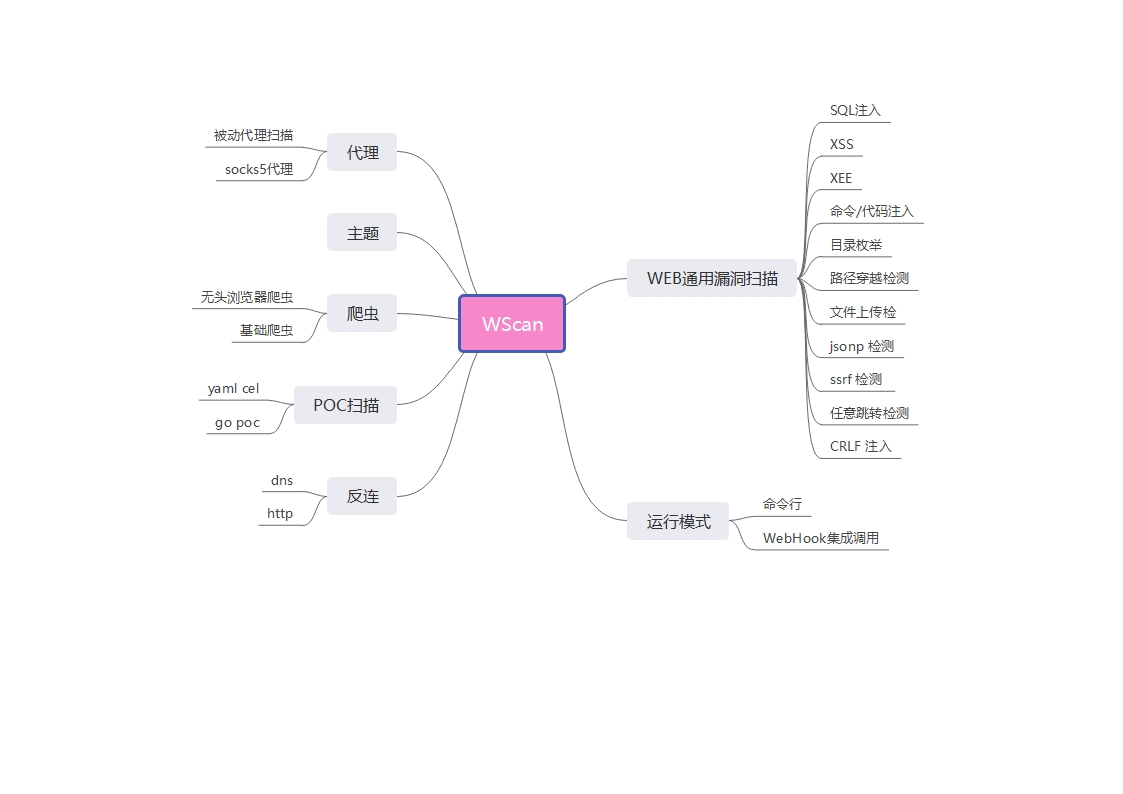 WScan
代理
被动代理扫描
socks5代理
主题
爬虫
无头浏览器爬虫
基础爬虫
POC扫描
yaml cel
go poc
反连
dns
http
WEB通用漏洞扫描
SQL注入
XSS
XEE
命令/代码注入
目录枚举
路径穿越检测
文件上传检
jsonp 检测
ssrf 检测
任意跳转检测
CRLF 注入
运行模式
命令行
WebHook集成调用